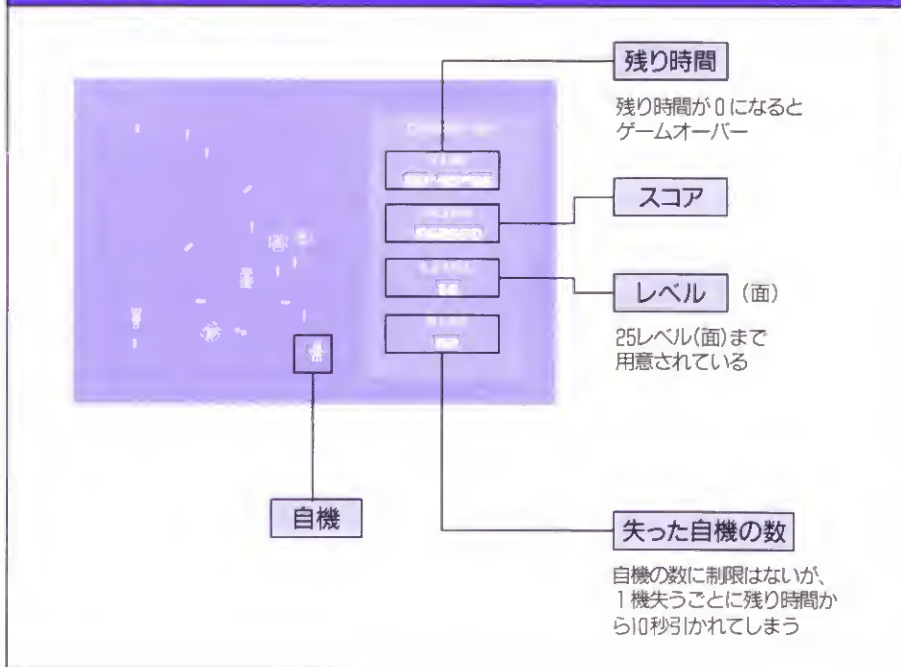 残り時間
残り時間が0になると
ゲームオーバー
スコア
レベル (面)
25レベル(面)まで
用意されている
自機
失った自機の数
自機の数に制限はないが、
1機失うごとに残り時間か
ら10秒引かれてしまう